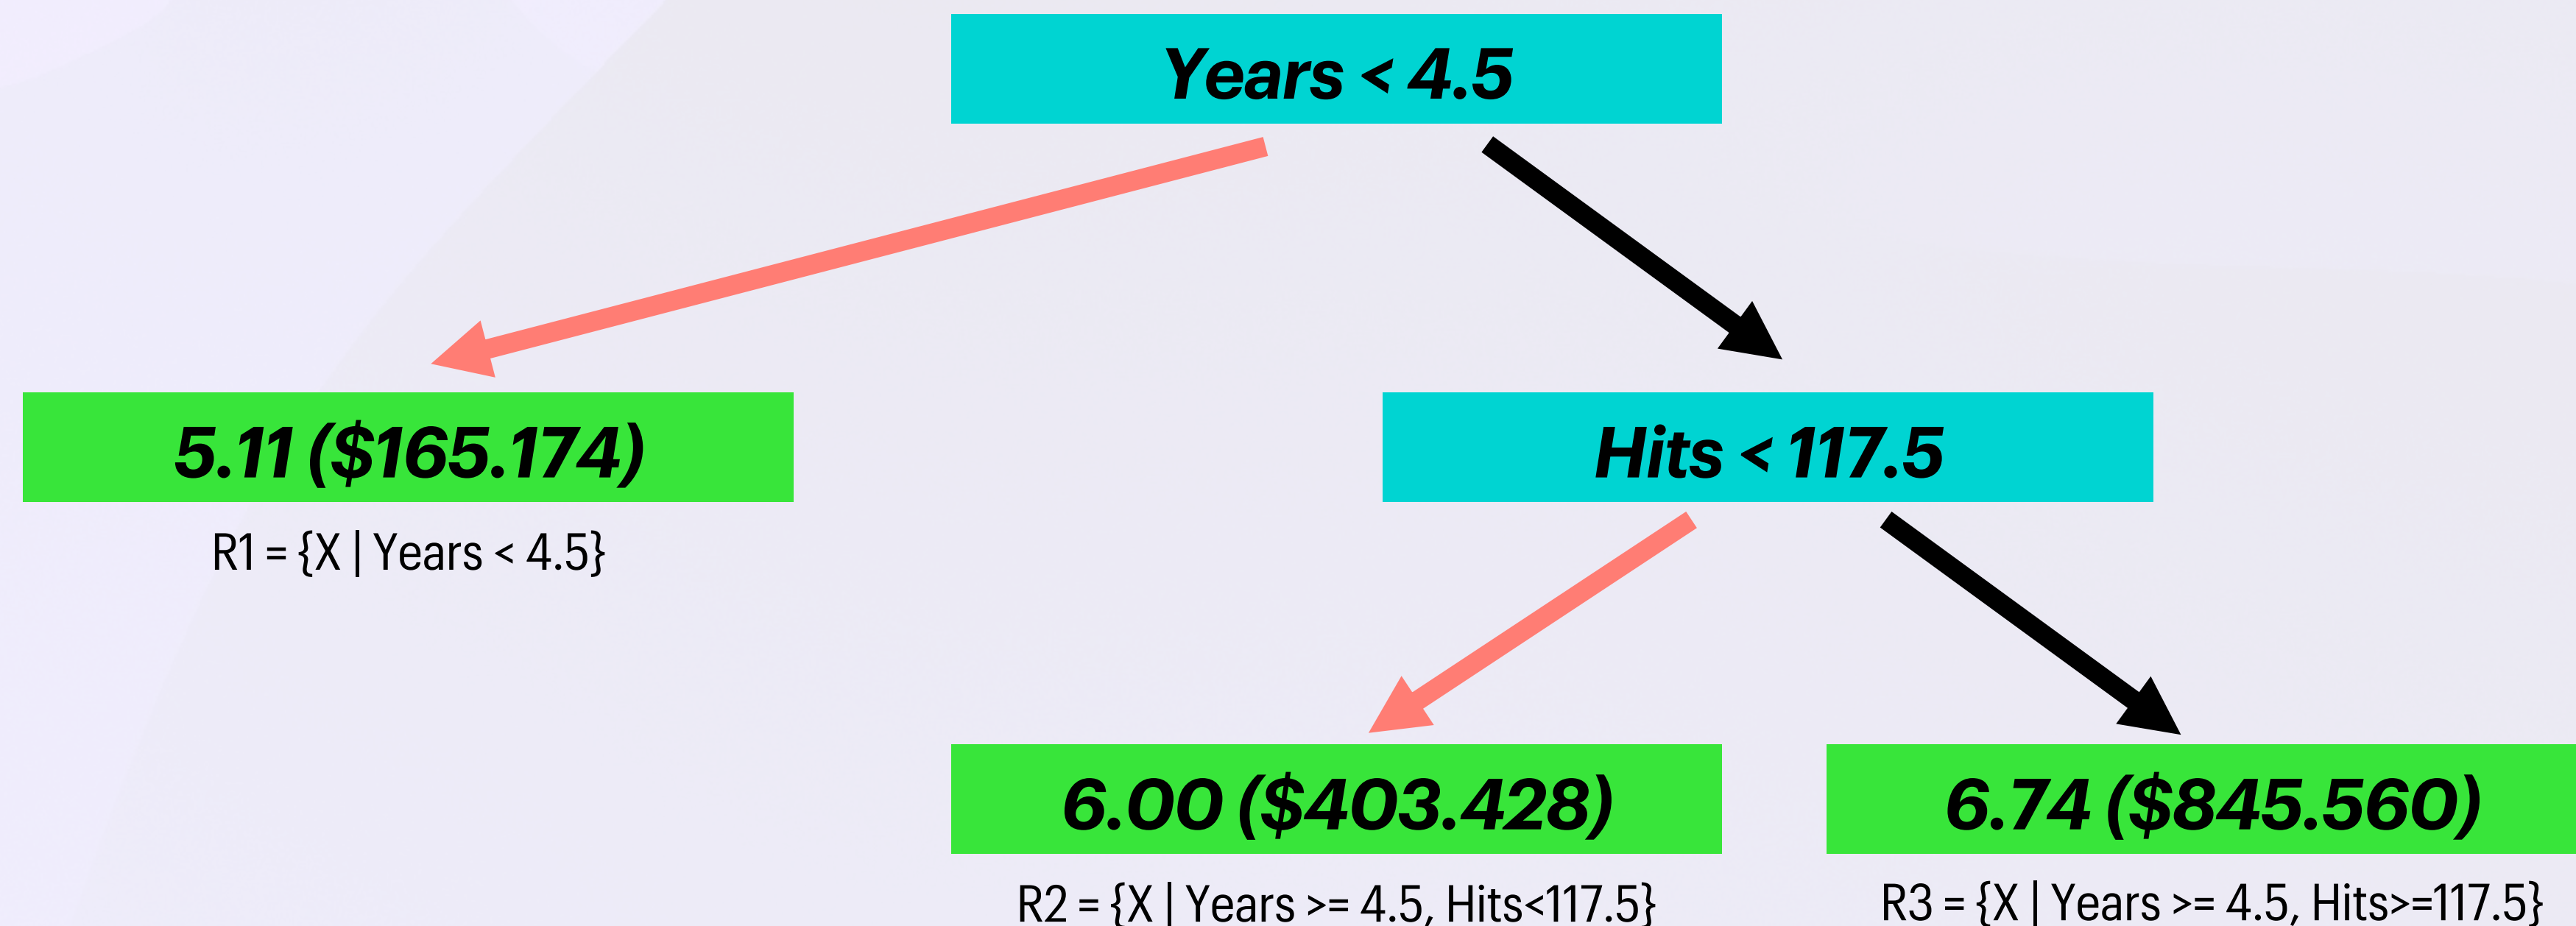 Years < 4.5
5.11 ($165.174)
Hits < 117.5
R1 = {X | Years < 4.5}
6.00 ($403.428)
6.74 ($845.560)
R2 = {X | Years >= 4.5, Hits<117.5}
R3 = {X | Years >= 4.5, Hits>=117.5}